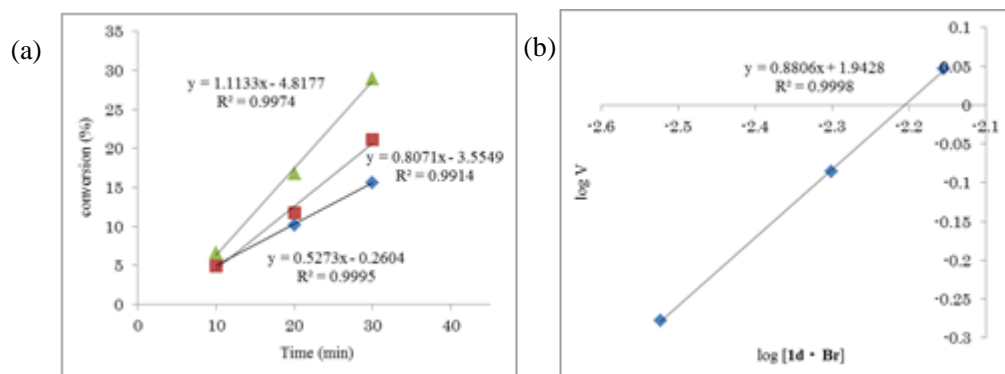 (a)
35
30
25
20
15
10
5
0
conversion (%)
y = 1.1133x - 4.8177
R² = 0.9974
y = 0.8071x - 3.5549
R² = 0.9914
y = 0.5273x - 0.2604
R² = 0.9995
0 10 20 30 40
Time (min)
(b)
0.1
0.05
0
-0.05
-0.1
-0.15
-0.2
-0.25
-0.3
y = 0.8806x + 1.9428
R² = 0.9998
-2.6 -2.5 -2.4 -2.3 -2.2 -2.1
log V
log [1d・Br]